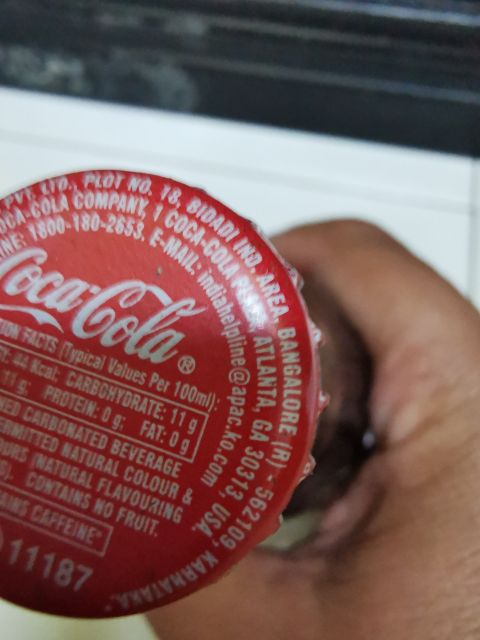 PVT. LTD., PLOT NO. 18, BIDADI IND. AREA, BANGALORE (R) - 562109, KARNATAKA.
COCA-COLA COMPANY, 1 COCA-COLA PLAZA, ATLANTA, GA 30313, USA.
1800-180-2653, E-MAIL: indiahelpline@apac.ko.com
Coca-Cola®
FACTS (Typical Values Per 100ml):
44 Kcal; CARBOHYDRATE: 11 g
11 g; PROTEIN: 0 g; FAT: 0 g
CARBONATED BEVERAGE
PERMITTED NATURAL COLOUR &
(NATURAL FLAVOURING
CONTAINS NO FRUIT.
CAFFEINE"
11187